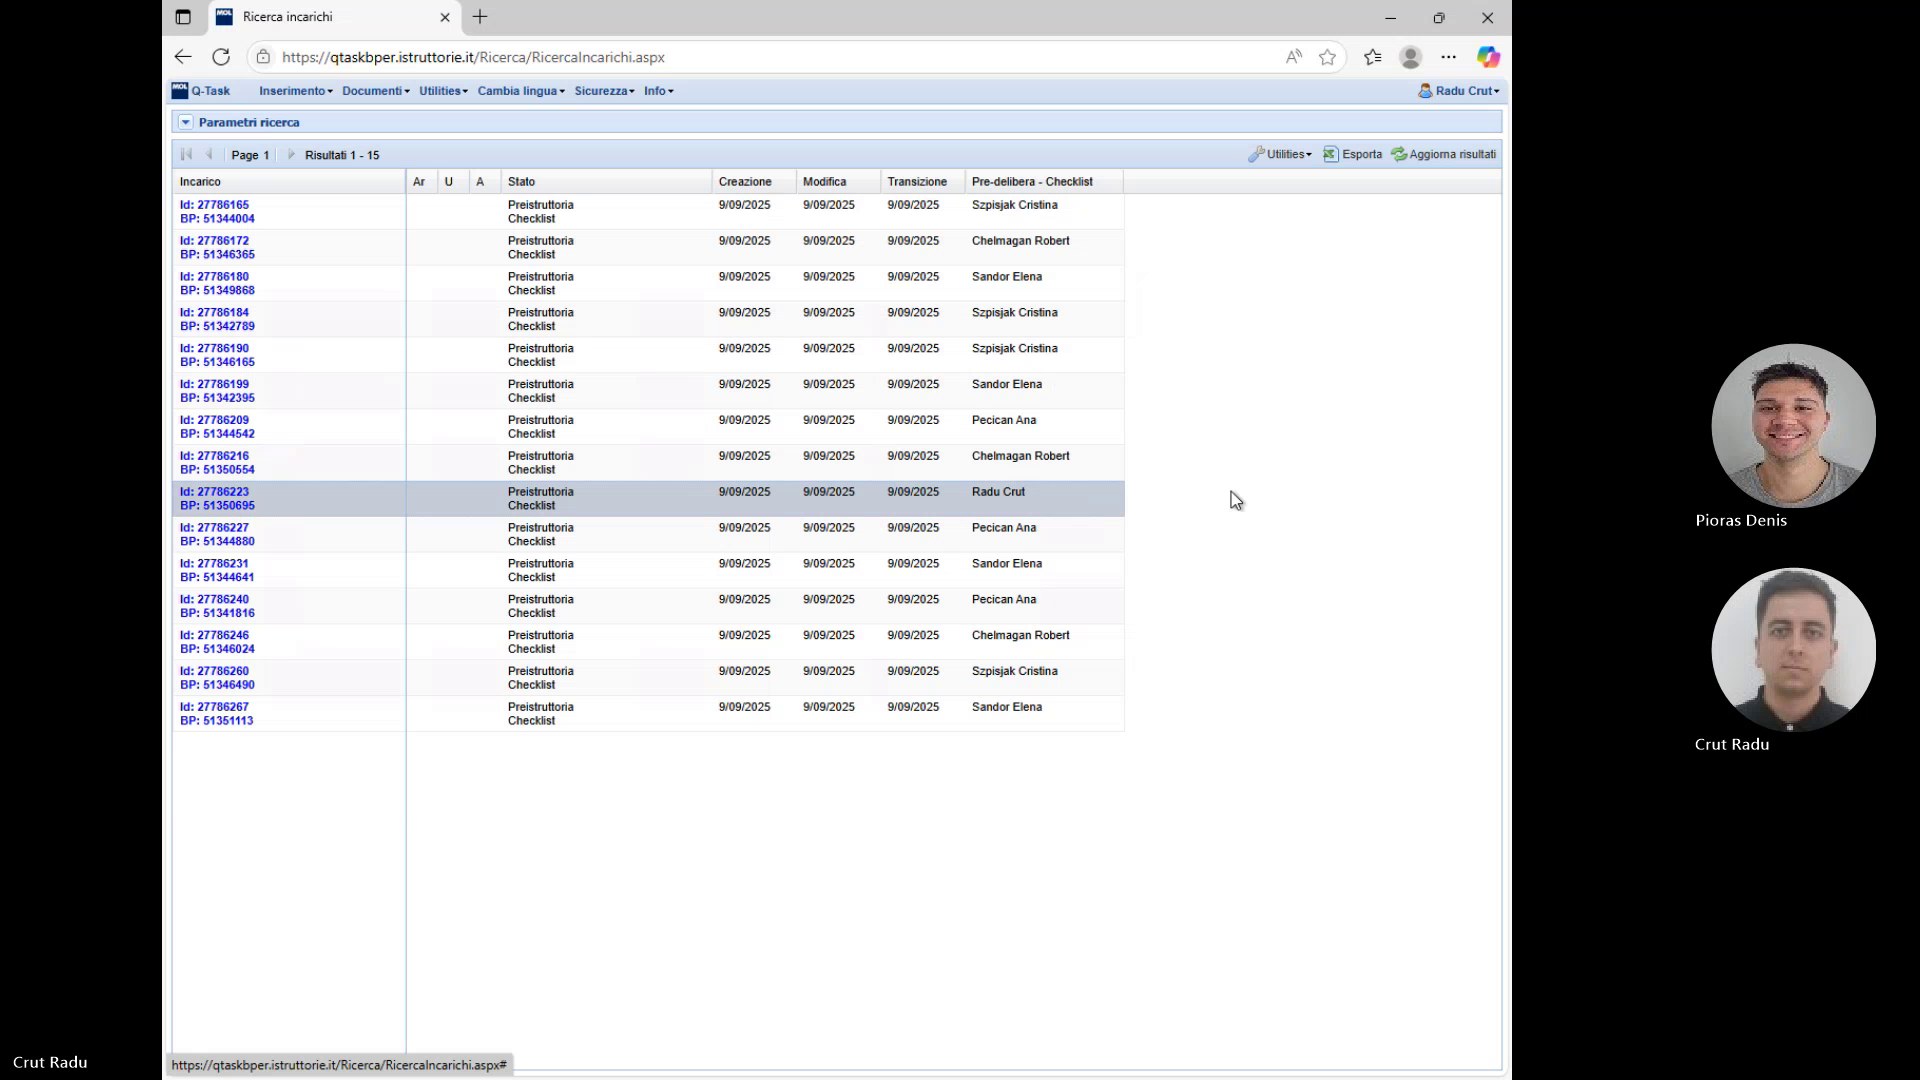 Ricerca incarichi
https://qtaskbper.istruttorie.it/Ricerca/RicercaIncarichi.aspx
MOL Q-Task Inserimento Documenti Utilities Cambia lingua Sicurezza Info Radu Crut
Parametri ricerca
Page 1 Risultati 1 - 15 Utilities Esporta Aggiorna risultati
Incarico Ar U A Stato Creazione Modifica Transizione Pre-delibera - Checklist
Id: 27786165 Preistruttoria 9/09/2025 9/09/2025 9/09/2025 Szpisjak Cristina
BP: 51344004 Checklist
Id: 27786172 Preistruttoria 9/09/2025 9/09/2025 9/09/2025 Chelmagan Robert
BP: 51346365 Checklist
Id: 27786180 Preistruttoria 9/09/2025 9/09/2025 9/09/2025 Sandor Elena
BP: 51349868 Checklist
Id: 27786184 Preistruttoria 9/09/2025 9/09/2025 9/09/2025 Szpisjak Cristina
BP: 51342789 Checklist
Id: 27786190 Preistruttoria 9/09/2025 9/09/2025 9/09/2025 Szpisjak Cristina
BP: 51346165 Checklist
Id: 27786199 Preistruttoria 9/09/2025 9/09/2025 9/09/2025 Sandor Elena
BP: 51342395 Checklist
Id: 27786209 Preistruttoria 9/09/2025 9/09/2025 9/09/2025 Pecican Ana
BP: 51344542 Checklist
Id: 27786216 Preistruttoria 9/09/2025 9/09/2025 9/09/2025 Chelmagan Robert
BP: 51350554 Checklist
Id: 27786223 Preistruttoria 9/09/2025 9/09/2025 9/09/2025 Radu Crut
BP: 51350695 Checklist
Id: 27786227 Preistruttoria 9/09/2025 9/09/2025 9/09/2025 Pecican Ana
BP: 51344880 Checklist
Id: 27786231 Preistruttoria 9/09/2025 9/09/2025 9/09/2025 Sandor Elena
BP: 51344641 Checklist
Id: 27786240 Preistruttoria 9/09/2025 9/09/2025 9/09/2025 Pecican Ana
BP: 51341816 Checklist
Id: 27786246 Preistruttoria 9/09/2025 9/09/2025 9/09/2025 Chelmagan Robert
BP: 51346024 Checklist
Id: 27786260 Preistruttoria 9/09/2025 9/09/2025 9/09/2025 Szpisjak Cristina
BP: 51346490 Checklist
Id: 27786267 Preistruttoria 9/09/2025 9/09/2025 9/09/2025 Sandor Elena
BP: 51351113 Checklist
https://qtaskbper.istruttorie.it/Ricerca/RicercaIncarichi.aspx#
Pioras Denis
Crut Radu
Crut Radu